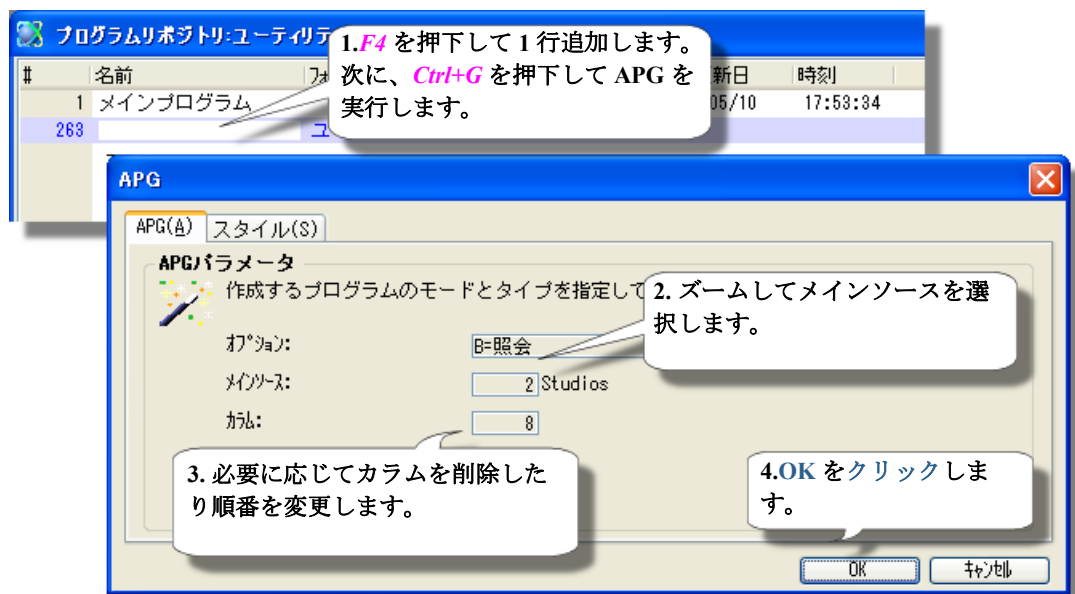 プログラムリポジトリ:ユーティリテ
1.F4 を押下して 1 行追加します。
次に、Ctrl+G を押下して APG を
実行します。
# 名前 新日 時刻
1 メインプログラム 05/10 17:53:34
263
APG
APG(A) スタイル(S)
APGパラメータ
作成するプログラムのモードとタイプを指定して
2. ズームしてメインソースを選
択します。
オプション: B=照会
メインソース: 2 Studios
カラム: 8
3. 必要に応じてカラムを削除した
り順番を変更します。
4.OK をクリックしま
す。
OK キャンセル